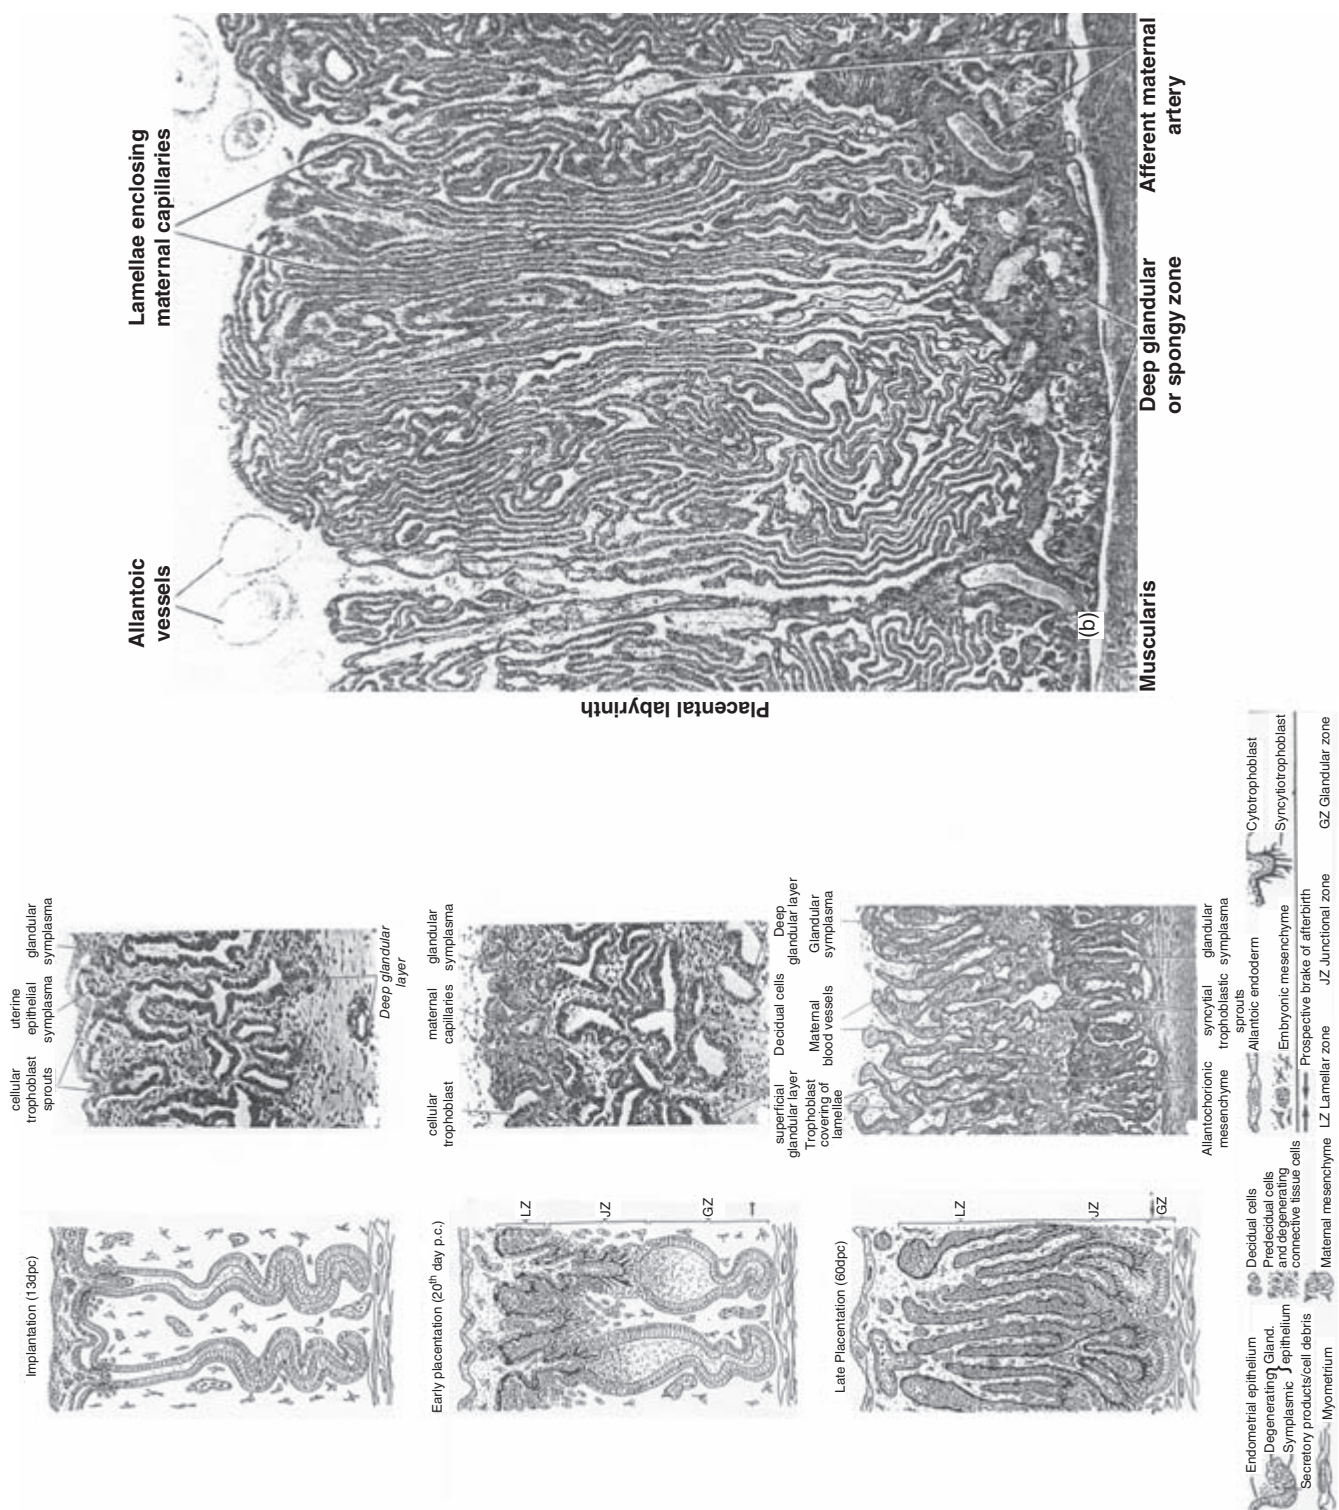 Implantation (13dpc)
cellular
trophoblast
sprouts
uterine
epithelial
symplasma
glandular
symplasma
Deep glandular
layer
Early placentation (20th day p.c.)
LZ
JZ
GZ
cellular
trophoblast
maternal
capillaries
glandular
symplasma
superficial
glandular layer
Decidual cells
Deep
glandular layer
Late Placentation (60dpc)
LZ
JZ
GZ
Trophoblast
covering of
lamellae
Maternal
blood vessels
Glandular
symplasma
Allantochorionic
mesenchyme
syncytial
trophoblastic
sprouts
glandular
symplasma
Endometrial epithelium
Degenerating } Gland.
Symplasmic } epithelium
Secretory products/cell debris
Myometrium
Decidual cells
Predecidual cells
and degenerating
connective tissue cells
Maternal mesenchyme
Allantoic endoderm
Embryonic mesenchyme
Prospective brake of afterbirth
Cytotrophoblast
Syncytiotrophoblast
LZ Lamellar zone
JZ Junctional zone
GZ Glandular zone
Allantoic
vessels
Lamellae enclosing
maternal capillaries
Placental labyrinth
(b)
Muscularis
Deep glandular
or spongy zone
Afferent maternal
artery